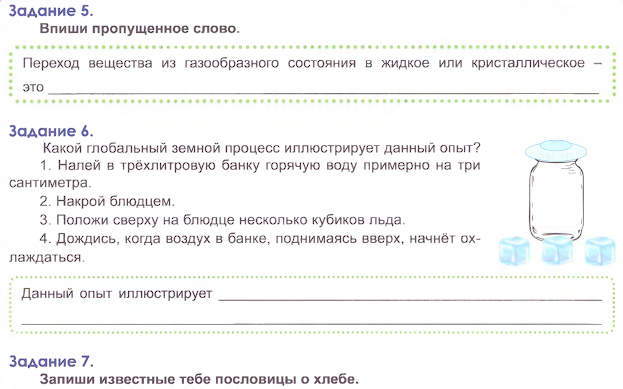 Задание 5.
Впиши пропущенное слово.
Переход вещества из газообразного состояния в жидкое или кристаллическое –
это
Задание 6.
Какой глобальный земной процесс иллюстрирует данный опыт?
1. Налей в трёхлитровую банку горячую воду примерно на три
сантиметра.
2. Накрой блюдцем.
3. Положи сверху на блюдце несколько кубиков льда.
4. Дождись, когда воздух в банке, поднимаясь вверх, начнёт ох-
лаждаться.
Данный опыт иллюстрирует
Задание 7.
Запиши известные тебе пословицы о хлебе.